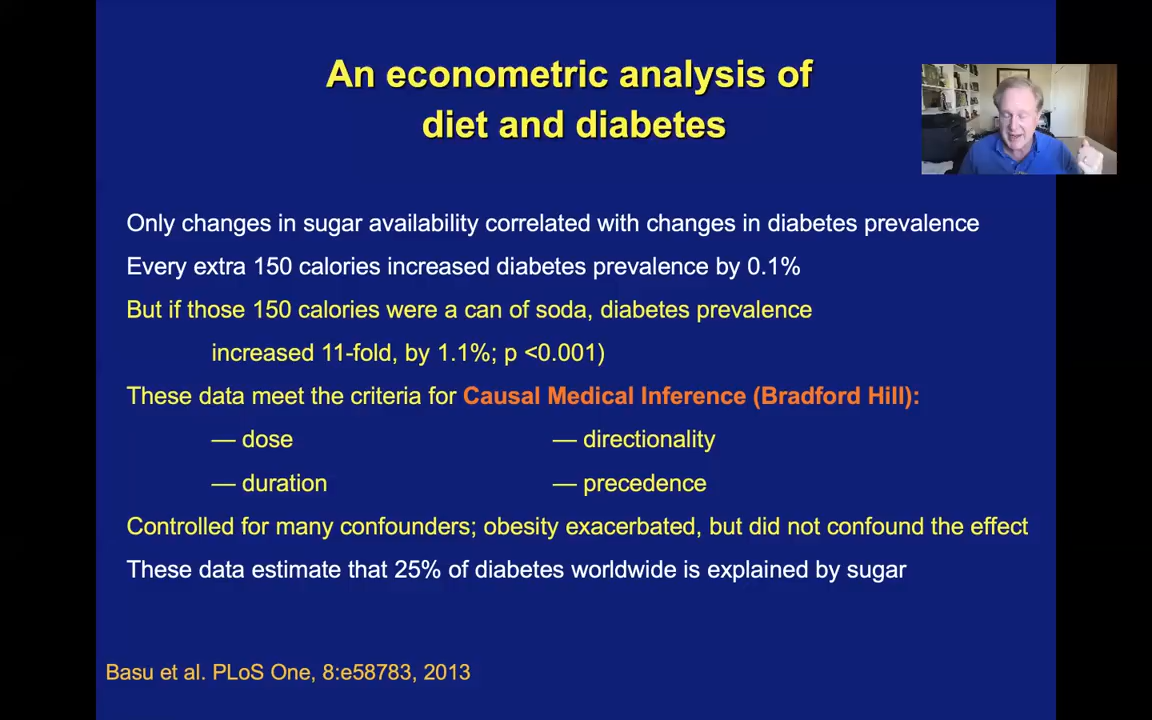 An econometric analysis of
diet and diabetes
Only changes in sugar availability correlated with changes in diabetes prevalence
Every extra 150 calories increased diabetes prevalence by 0.1%
But if those 150 calories were a can of soda, diabetes prevalence
increased 11-fold, by 1.1%; p <0.001)
These data meet the criteria for Causal Medical Inference (Bradford Hill):
— dose — directionality
— duration — precedence
Controlled for many confounders; obesity exacerbated, but did not confound the effect
These data estimate that 25% of diabetes worldwide is explained by sugar
Basu et al. PLoS One, 8:e58783, 2013